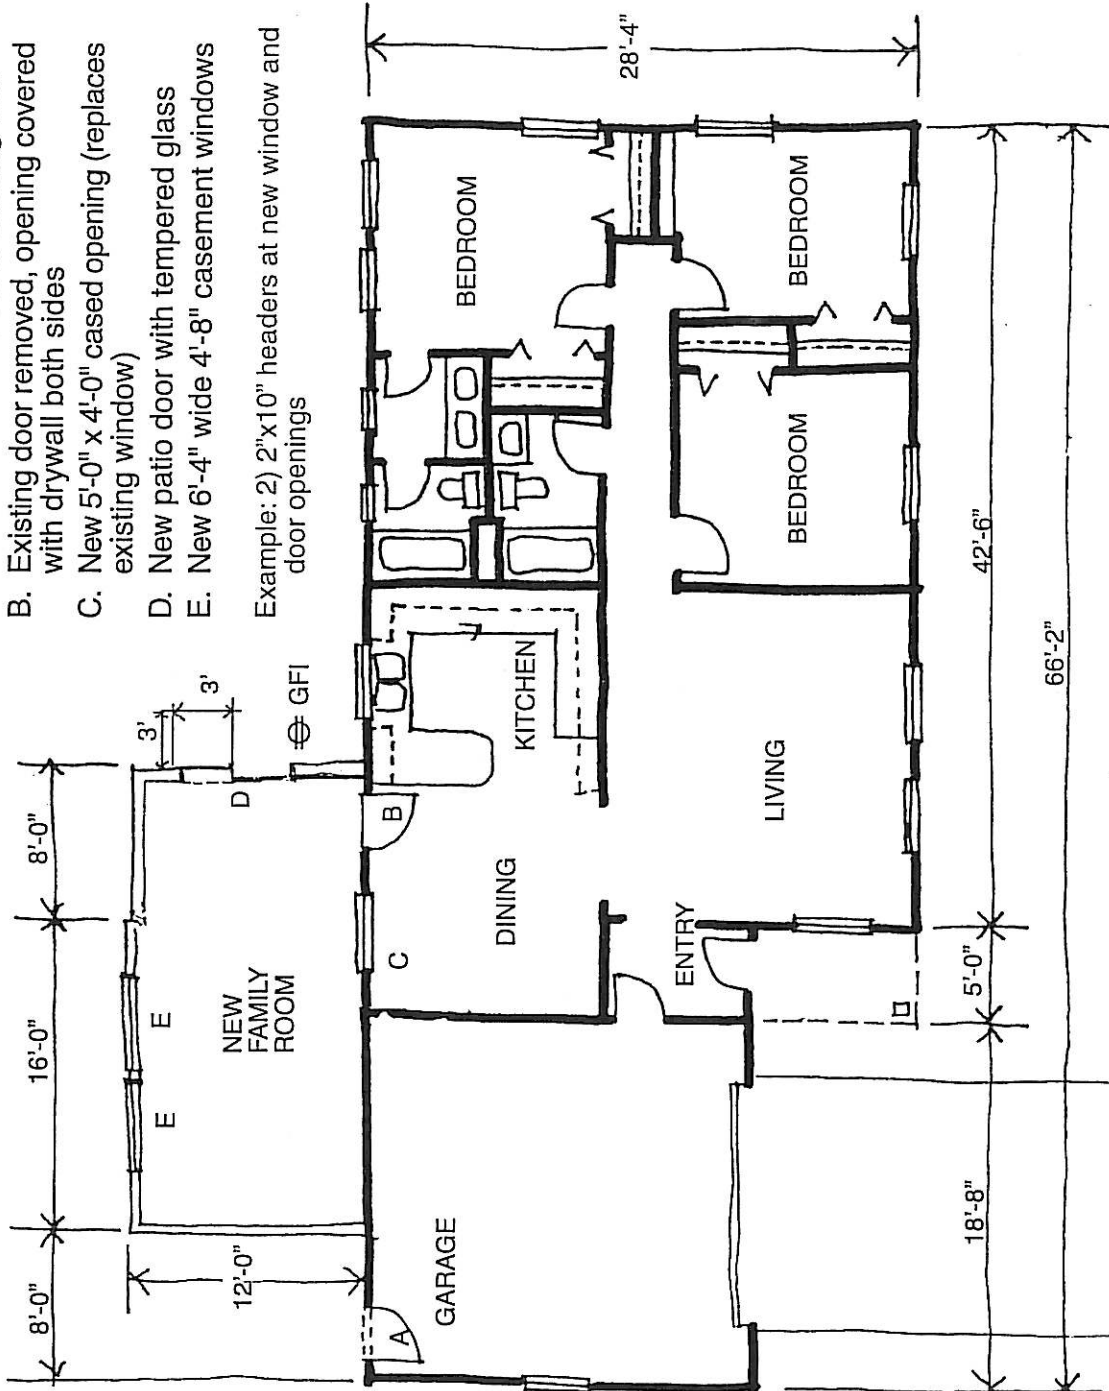 B. Existing door removed, opening covered
with drywall both sides
C. New 5'-0" x 4'-0" cased opening (replaces
existing window)
D. New patio door with tempered glass
E. New 6'-4" wide 4'-8" casement windows
Example: 2) 2"x10" headers at new window and
door openings
8'-0"
16'-0"
8'-0"
12'-0"
3'
3'
GFI
D
E
E
NEW
FAMILY
ROOM
A
C
B
GARAGE
DINING
KITCHEN
BEDROOM
ENTRY
LIVING
BEDROOM
BEDROOM
28'-4"
18'-8"
5'-0"
42'-6"
66'-2"